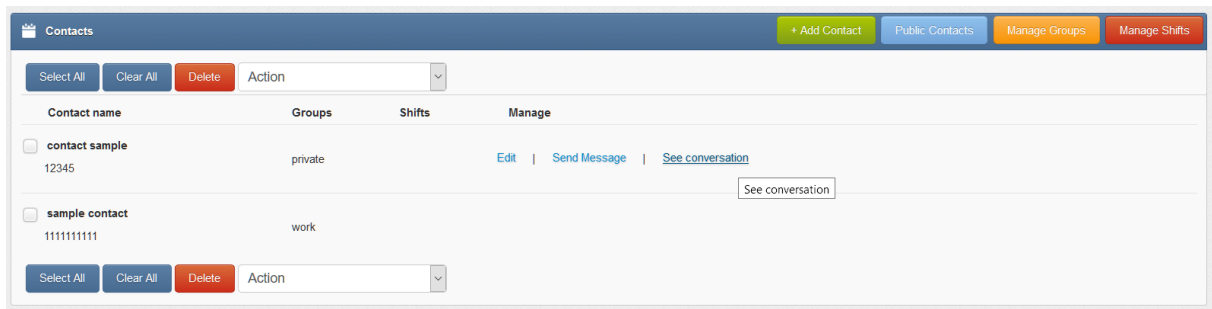 Contacts + Add Contact Public Contacts Manage Groups Manage Shifts
Select All Clear All Delete Action
Contact name Groups Shifts Manage
contact sample
12345 private Edit | Send Message | See conversation
See conversation
sample contact
1111111111 work
Select All Clear All Delete Action